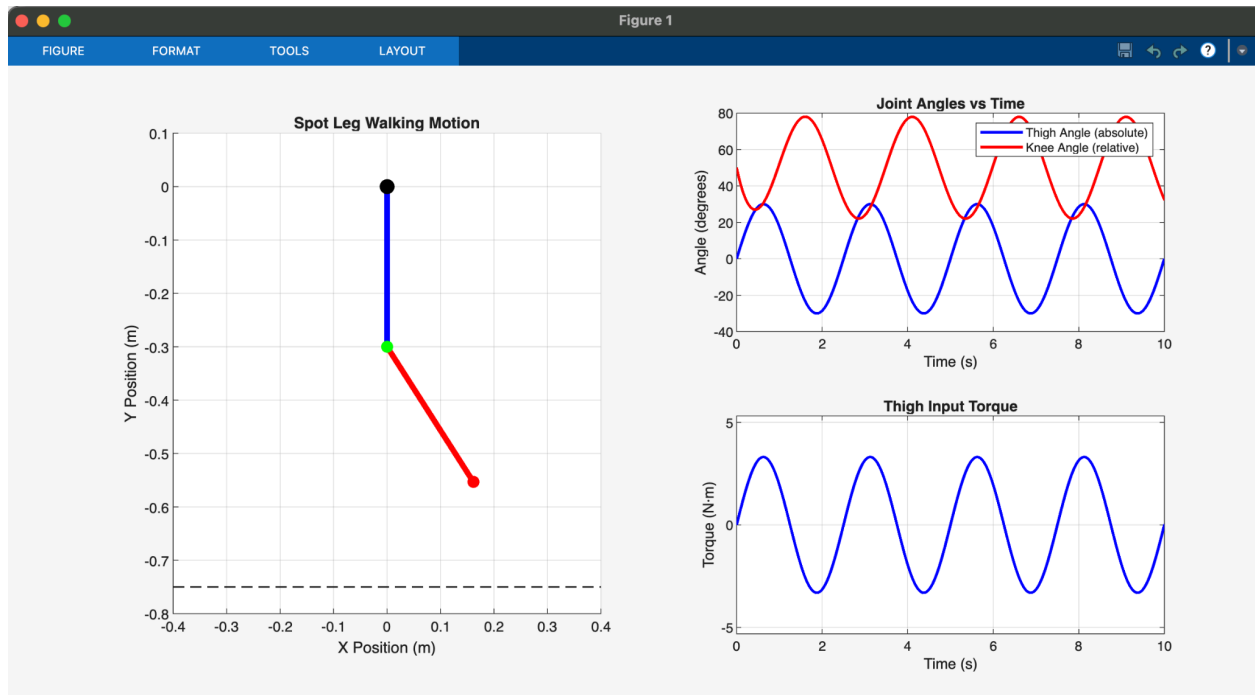 Figure 1
FIGURE FORMAT TOOLS LAYOUT ?
Spot Leg Walking Motion
0.1
0
-0.1
-0.2
-0.3
-0.4
-0.5
-0.6
-0.7
-0.8
Y Position (m)
-0.4 -0.3 -0.2 -0.1 0 0.1 0.2 0.3 0.4
X Position (m)
Joint Angles vs Time
80
60
40
20
0
-20
-40
Angle (degrees)
Thigh Angle (absolute)
Knee Angle (relative)
0 2 4 6 8 10
Time (s)
Thigh Input Torque
5
0
-5
Torque (N·m)
0 2 4 6 8 10
Time (s)